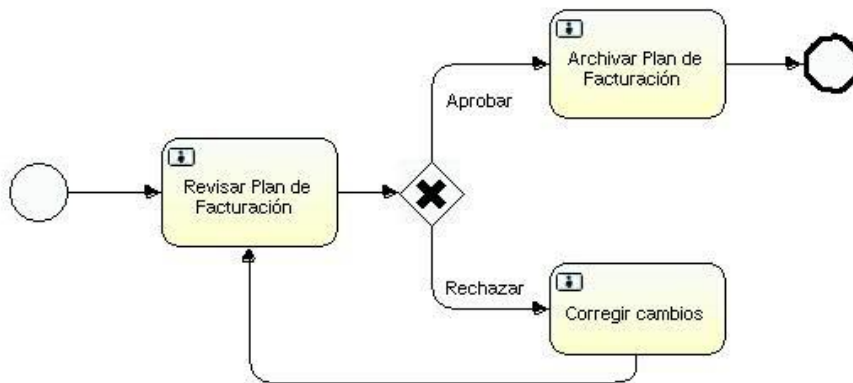 Archivar Plan de
Facturación
Aprobar
Revisar Plan de
Facturación
Rechazar
Corregir cambios